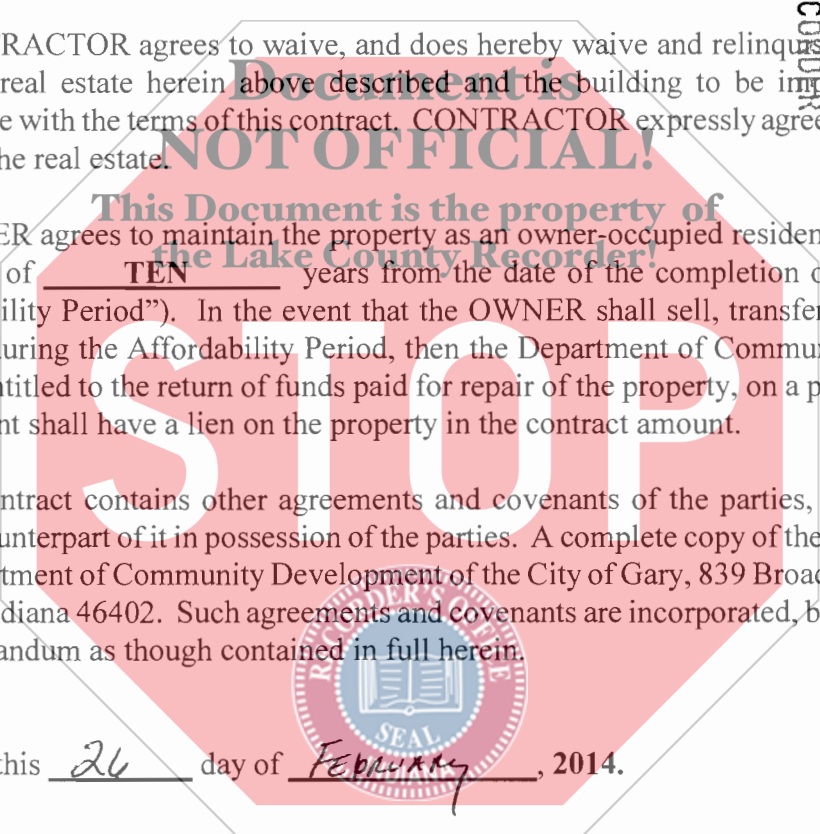 CORDER
RACTOR agrees to waive, and does hereby waive and relinquis
real estate herein above described and the building to be imp
e with the terms of this contract. CONTRACTOR expressly agree
he real estate.
Document is
NOT OFFICIAL!
This Document is the property of
the Lake County Recorder!
ER agrees to maintain the property as an owner-occupied residen
of TEN years from the date of the completion o
ility Period”). In the event that the OWNER shall sell, transfer
uring the Affordability Period, then the Department of Commu
ntitled to the return of funds paid for repair of the property, on a p
nt shall have a lien on the property in the contract amount.
STOP
ntract contains other agreements and covenants of the parties,
unterpart of it in possession of the parties. A complete copy of the
tment of Community Development of the City of Gary, 839 Broad
diana 46402. Such agreements and covenants are incorporated, b
andum as though contained in full herein.
RECORDER'S OFFICE
SEAL
INDIANA
this 26 day of FEBRUARY, 2014.